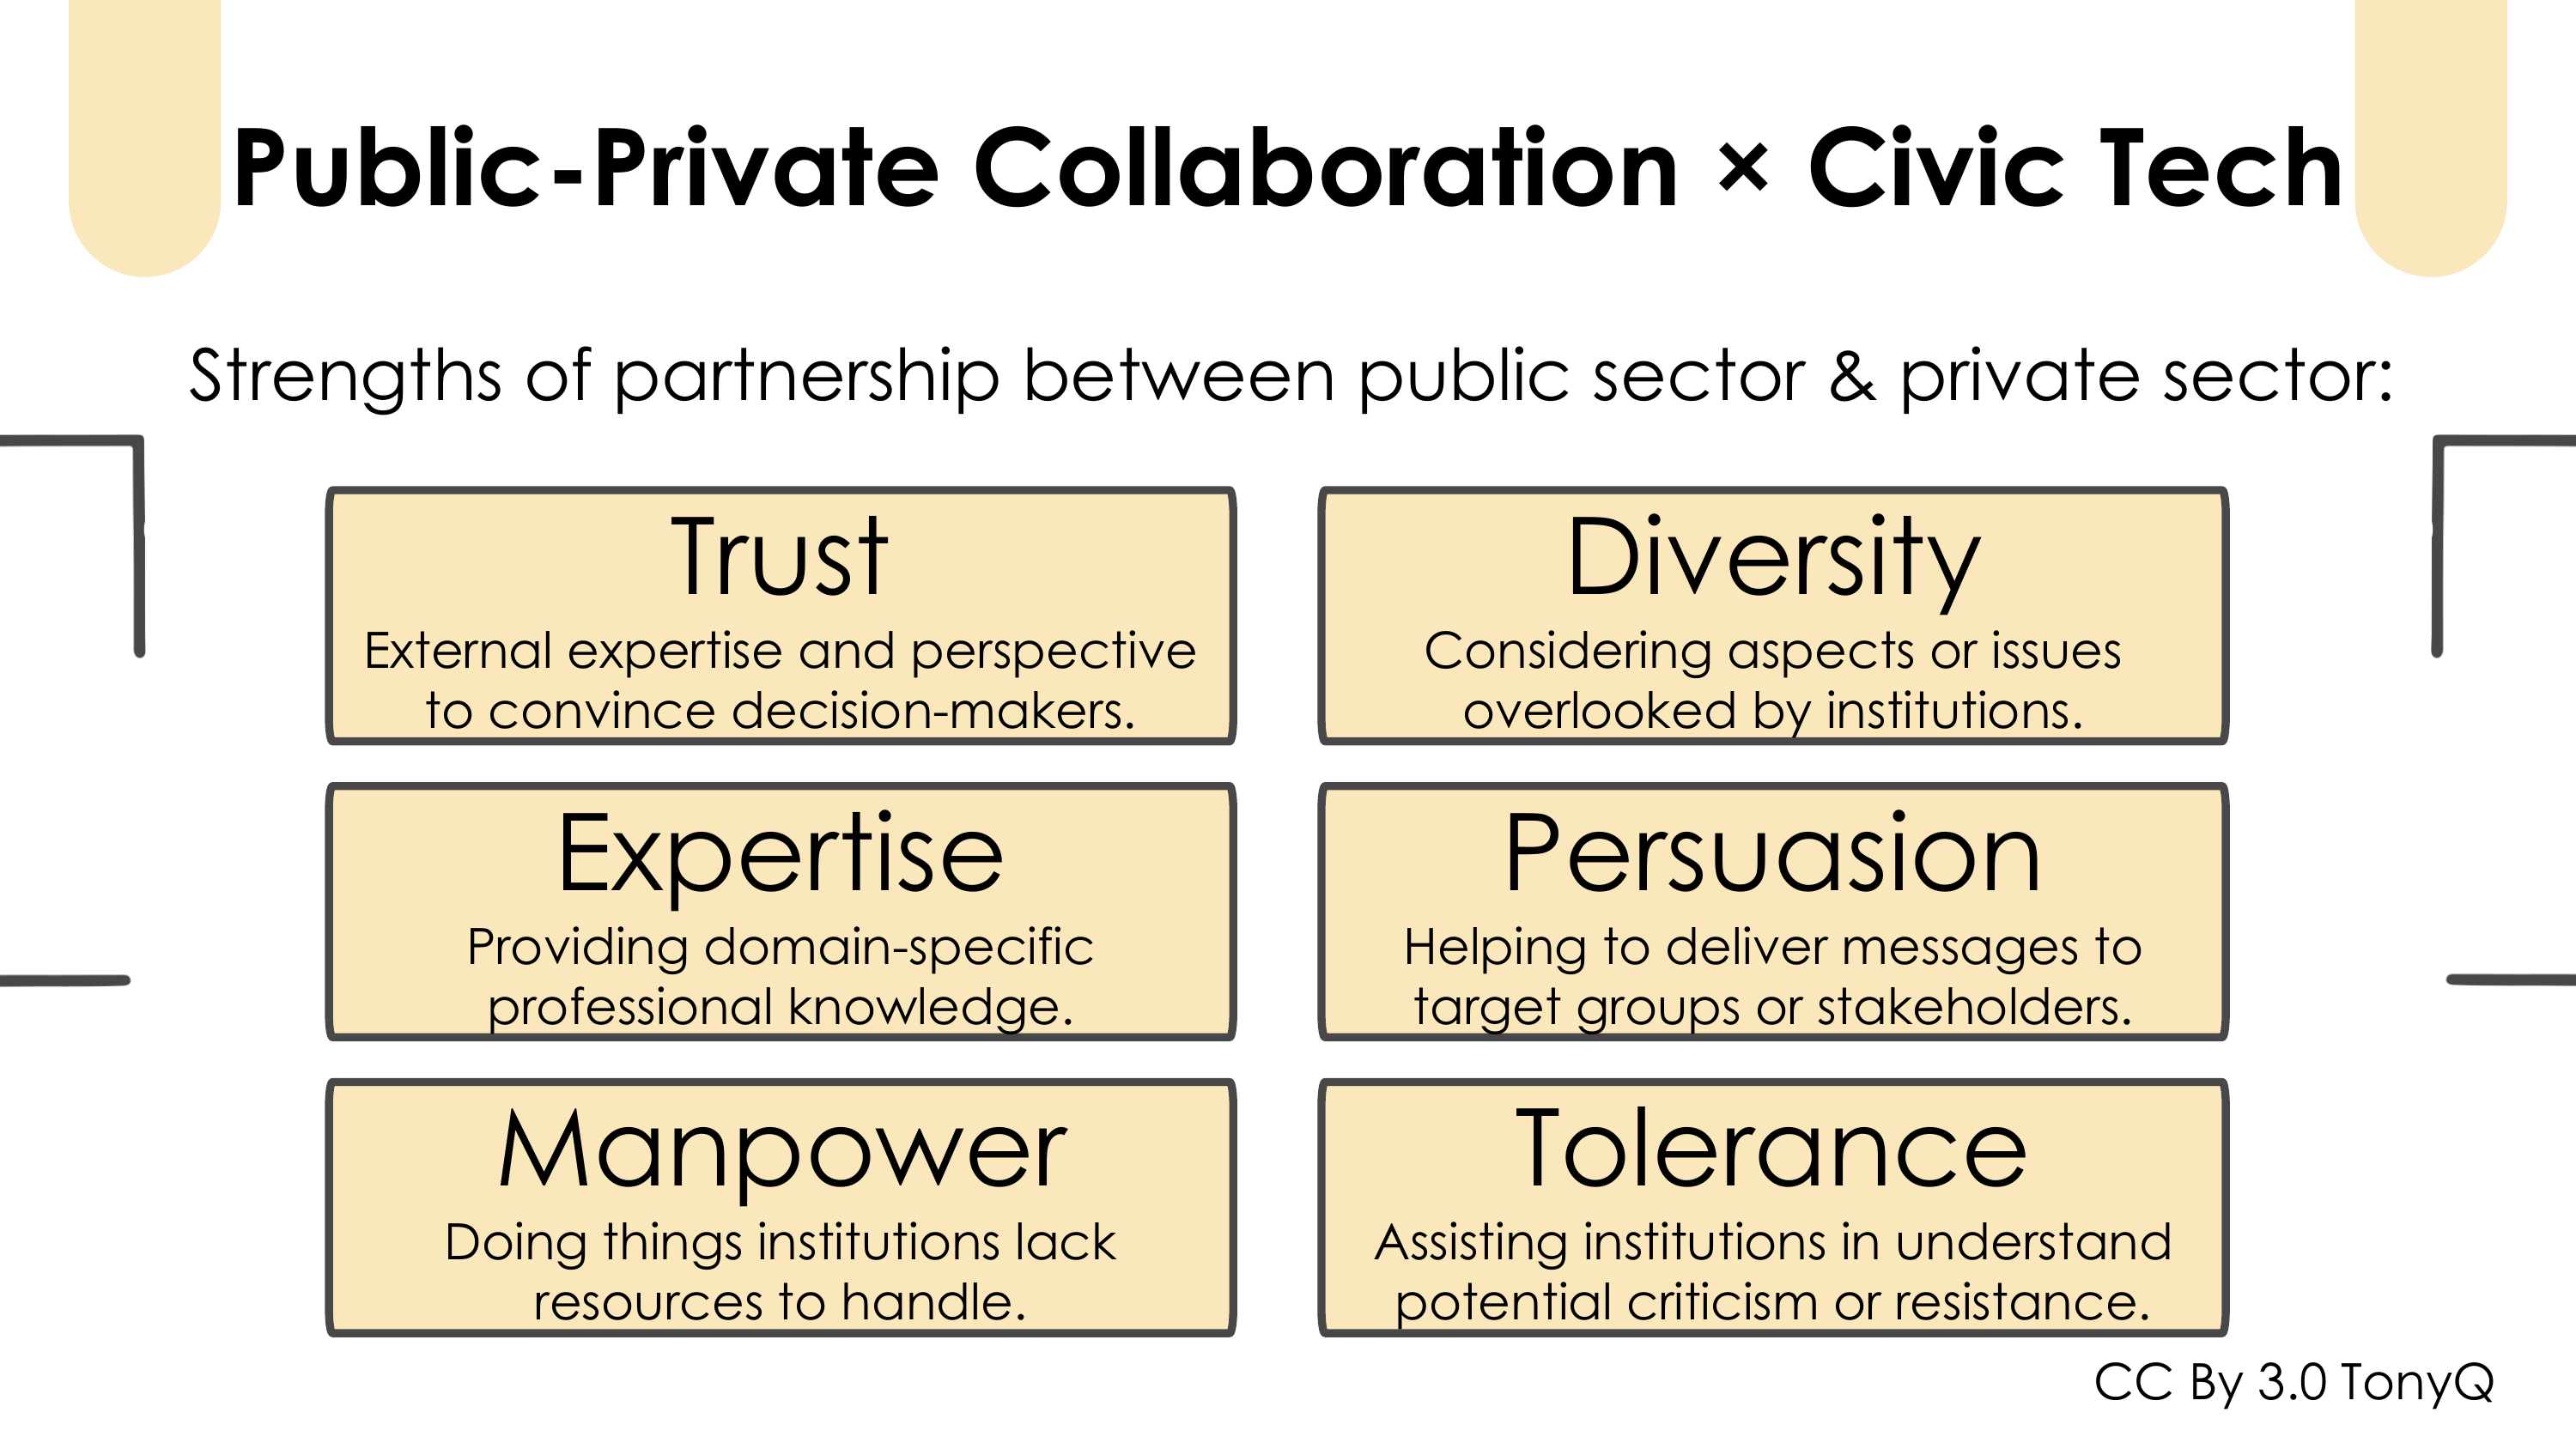 Public-Private Collaboration × Civic Tech
Strengths of partnership between public sector & private sector:
Trust
External expertise and perspective
to convince decision-makers.
Diversity
Considering aspects or issues
overlooked by institutions.
Expertise
Providing domain-specific
professional knowledge.
Persuasion
Helping to deliver messages to
target groups or stakeholders.
Manpower
Doing things institutions lack
resources to handle.
Tolerance
Assisting institutions in understand
potential criticism or resistance.
CC By 3.0 TonyQ